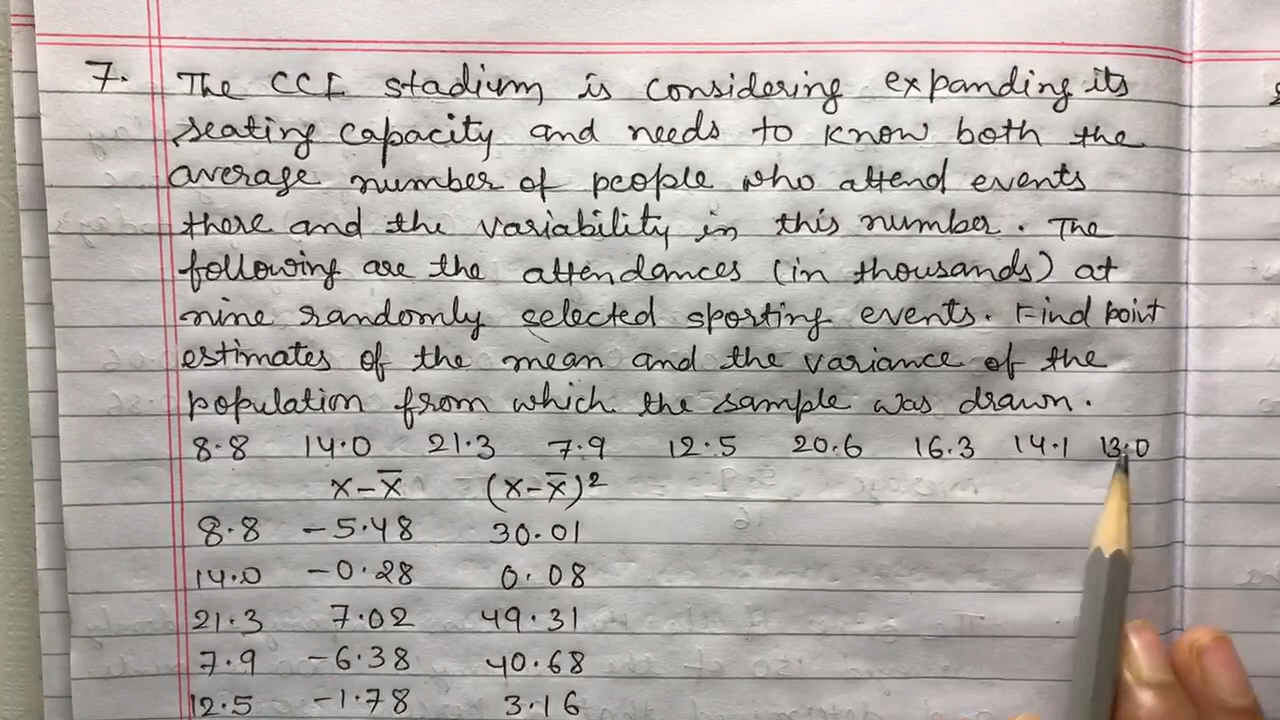 7. The CCI stadium is considering expanding its
seating capacity and needs to know both the
average number of people who attend events
there and the variability in this number. The
following are the attendances (in thousands) at
nine randomly selected sporting events. Find point
estimates of the mean and the variance of the
population from which the sample was drawn.
8.8 14.0 21.3 7.9 12.5 20.6 16.3 14.1 13.0
x-x̅ (x-x̅)²
8.8 -5.48 30.01
14.0 -0.28 0.08
21.3 7.02 49.31
7.9 -6.38 40.68
12.5 -1.78 3.16